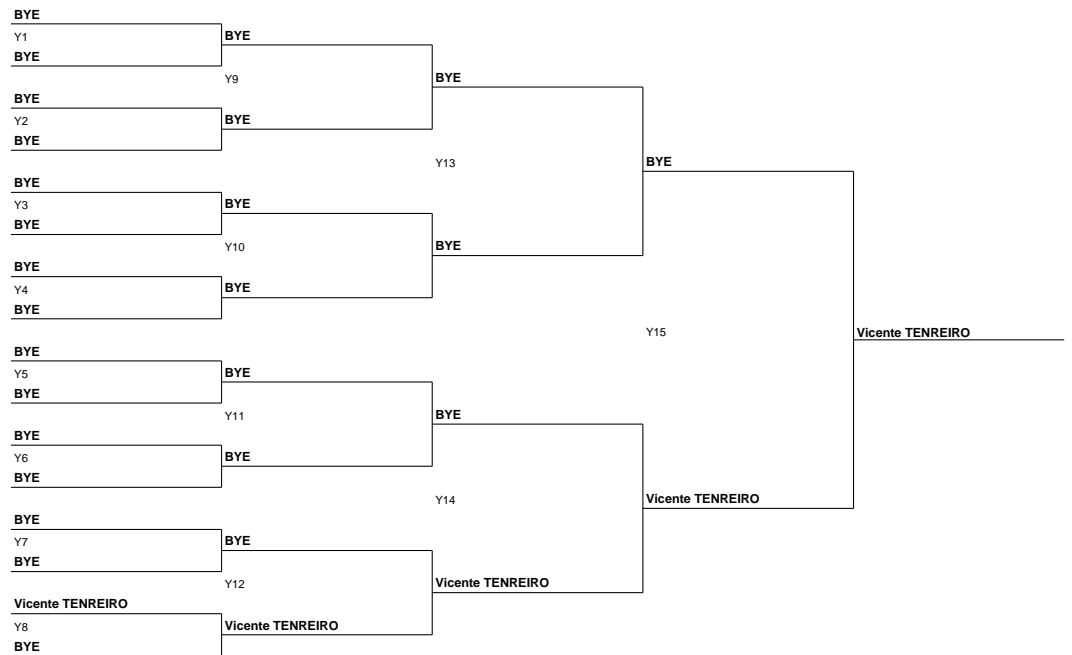 BYE
Y1
BYE
BYE
Y9
BYE
BYE
Y2
BYE
BYE
Y13
BYE
BYE
Y3
BYE
BYE
Y10
BYE
BYE
Y4
BYE
BYE
Y15
Vicente TENREIRO
BYE
Y5
BYE
BYE
Y11
BYE
BYE
Y6
BYE
BYE
Y14
Vicente TENREIRO
BYE
Y7
BYE
BYE
Y12
Vicente TENREIRO
Vicente TENREIRO
Y8
Vicente TENREIRO
BYE